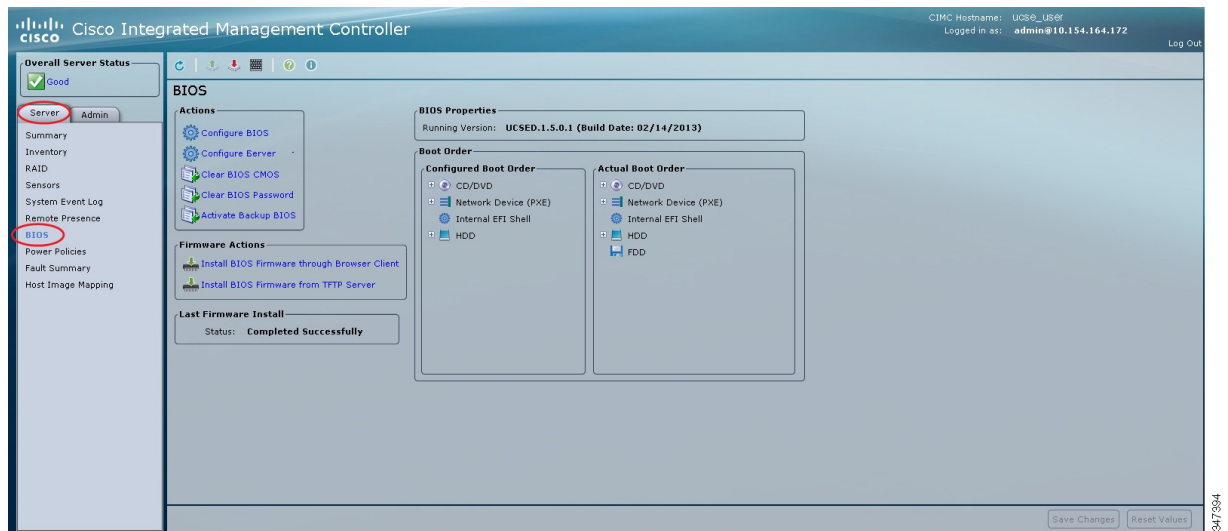 CISCO
Cisco Integrated Management Controller
CIMC Hostname: ucse_user
Logged in as: admin@10.154.164.172
Log Out
Overall Server Status
Good
Server Admin
Summary
Inventory
RAID
Sensors
System Event Log
Remote Presence
BIOS
Power Policies
Fault Summary
Host Image Mapping
BIOS
Actions
Configure BIOS
Configure Server
Clear BIOS CMOS
Clear BIOS Password
Activate Backup BIOS
Firmware Actions
Install BIOS Firmware through Browser Client
Install BIOS Firmware from TFTP Server
Last Firmware Install
Status: Completed Successfully
BIOS Properties
Running Version: UCSED.1.5.0.1 (Build Date: 02/14/2013)
Boot Order
Configured Boot Order
CD/DVD
Network Device (PXE)
Internal EFI Shell
HDD
Actual Boot Order
CD/DVD
Network Device (PXE)
Internal EFI Shell
HDD
FDD
Save Changes Reset Values
347394